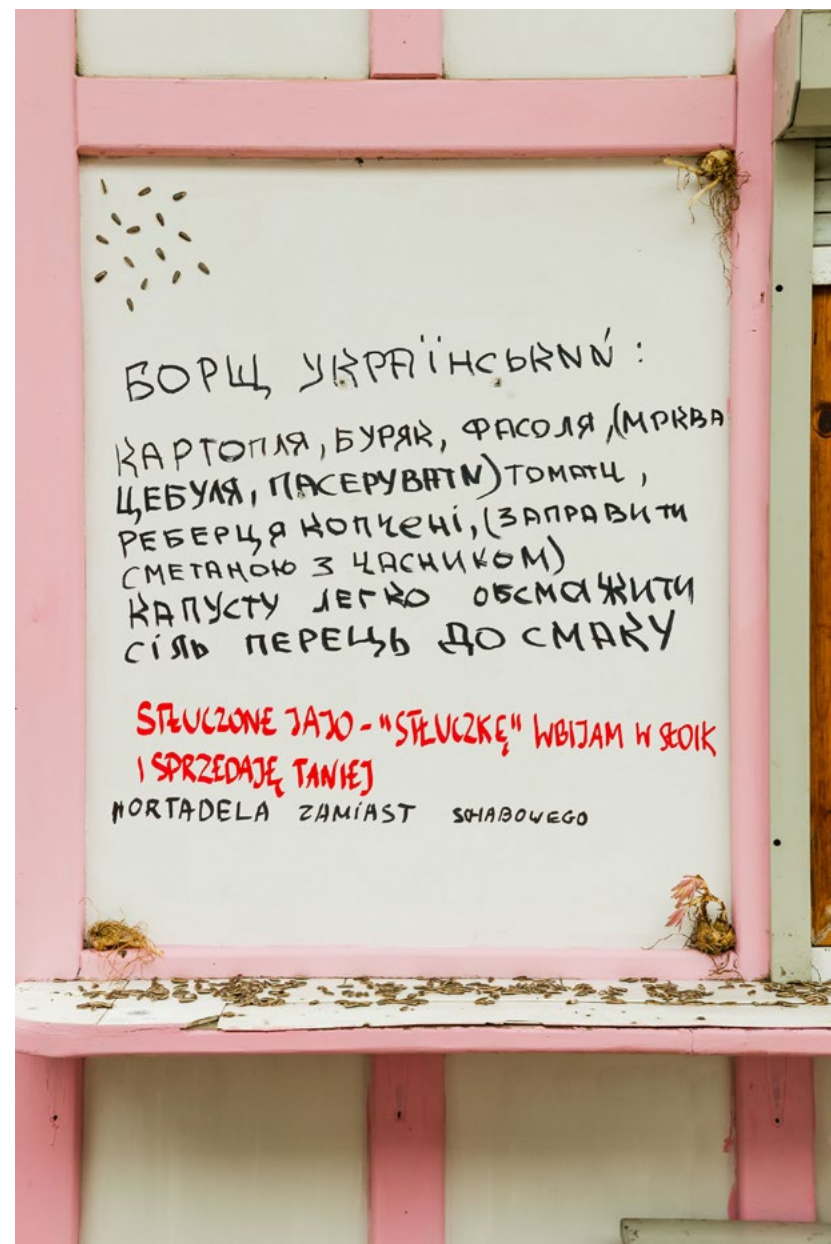 БОРЩ УКРАЇНСЬКИЙ:
КАРТОПЛЯ, БУРЯК, ФАСОЛЯ, (МРКВА
ЦЕБУЛЯ, ПАСЕРУВАТИ) ТОМАТИ,
РЕБЕРЦЯ КОПЧЕНІ, (ЗАПРАВИТИ
СМЕТАНОЮ З ЧАСНИКОМ)
КАПУСТУ ЛЕГКО ОБСМАЖИТИ
СІЛЬ ПЕРЕЦЬ ДО СМАКУ
STŁUCZONE JAJO - "STŁUCZKĘ" WBIJAM W SŁOIK
I SPRZEDAJĘ TANIEJ
MORTADELA ZAMIAST SCHABOWEGO